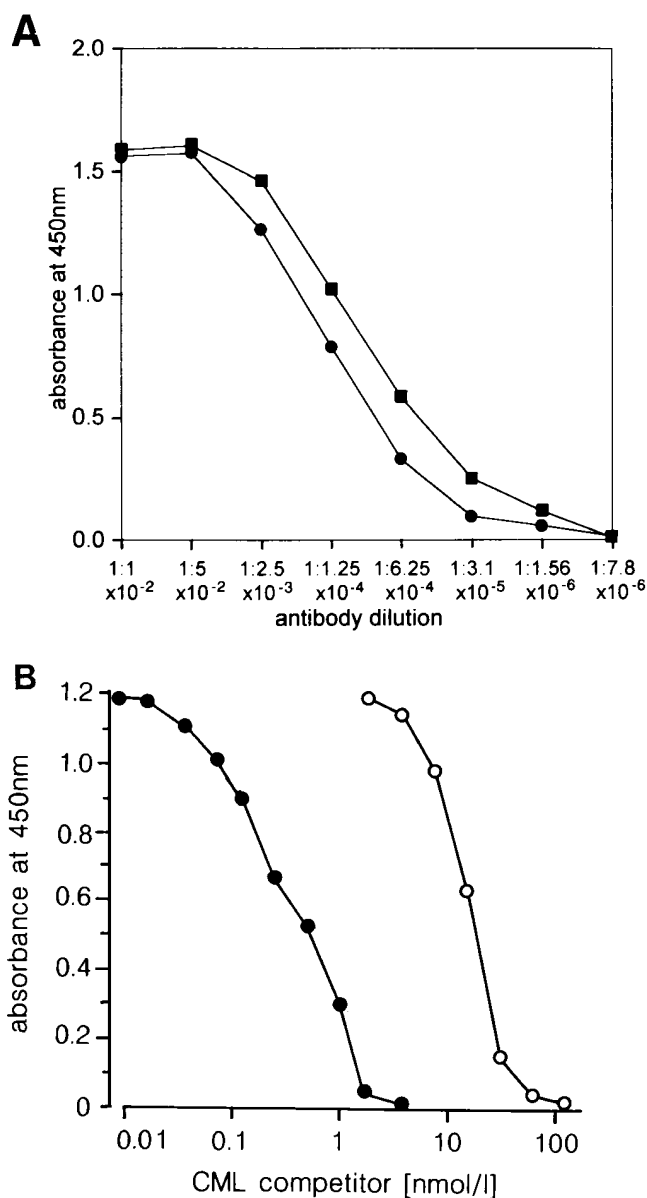 A
2.0
1.5
1.0
0.5
0.0
absorbance at 450nm
1:1 1:5 1:2.5 1:1.25 1:6.25 1:3.1 1:1.56 1:7.8
x10-2 x10-2 x10-3 x10-4 x10-4 x10-5 x10-6 x10-6
antibody dilution
B
1.2
1.0
0.8
0.6
0.4
0.2
0
absorbance at 450nm
0.01 0.1 1 10 100
CML competitor [nmol/l]